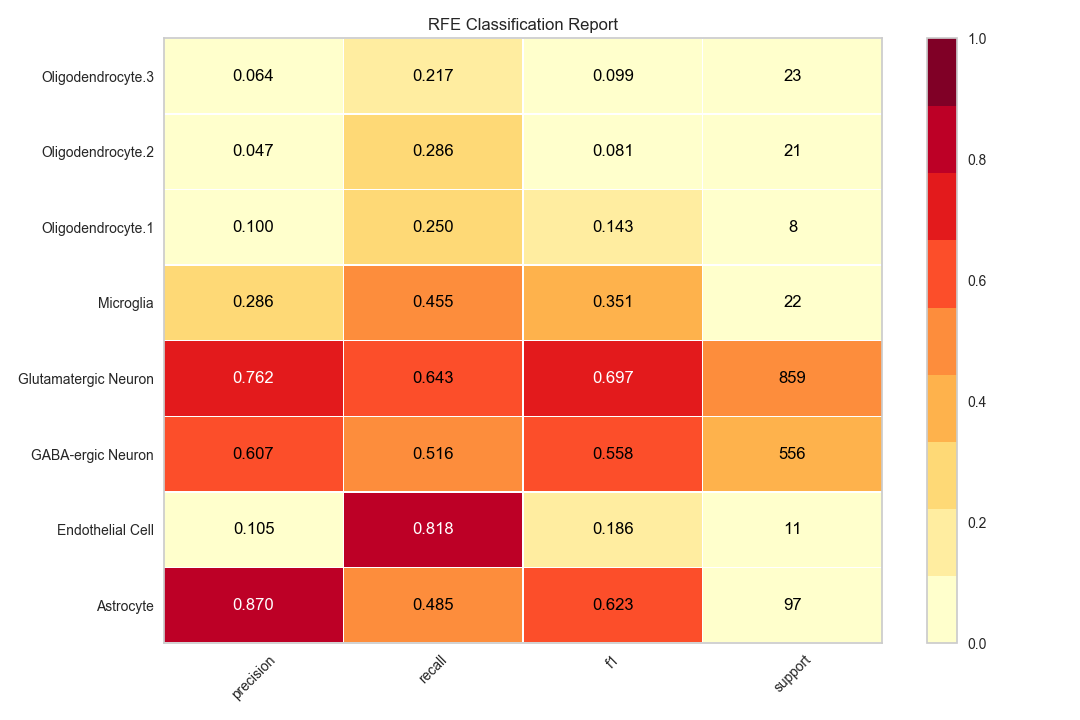 RFE Classification Report
Oligodendrocyte.3 0.064 0.217 0.099 23
Oligodendrocyte.2 0.047 0.286 0.081 21
Oligodendrocyte.1 0.100 0.250 0.143 8
Microglia 0.286 0.455 0.351 22
Glutamatergic Neuron 0.762 0.643 0.697 859
GABA-ergic Neuron 0.607 0.516 0.558 556
Endothelial Cell 0.105 0.818 0.186 11
Astrocyte 0.870 0.485 0.623 97
precision recall f1 support
1.0
0.8
0.6
0.4
0.2
0.0